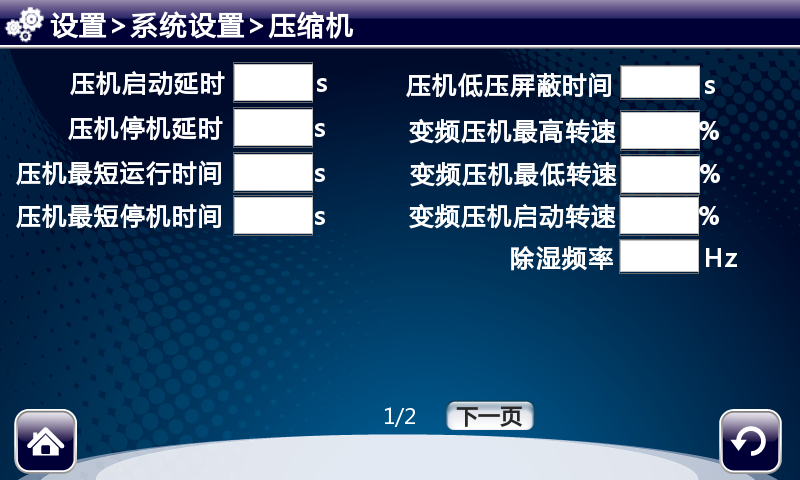 设置>系统设置>压缩机
压机启动延时 s
压机停机延时 s
压机最短运行时间 s
压机最短停机时间 s
压机低压屏蔽时间 s
变频压机最高转速 %
变频压机最低转速 %
变频压机启动转速 %
除湿频率 Hz
1/2 下一页